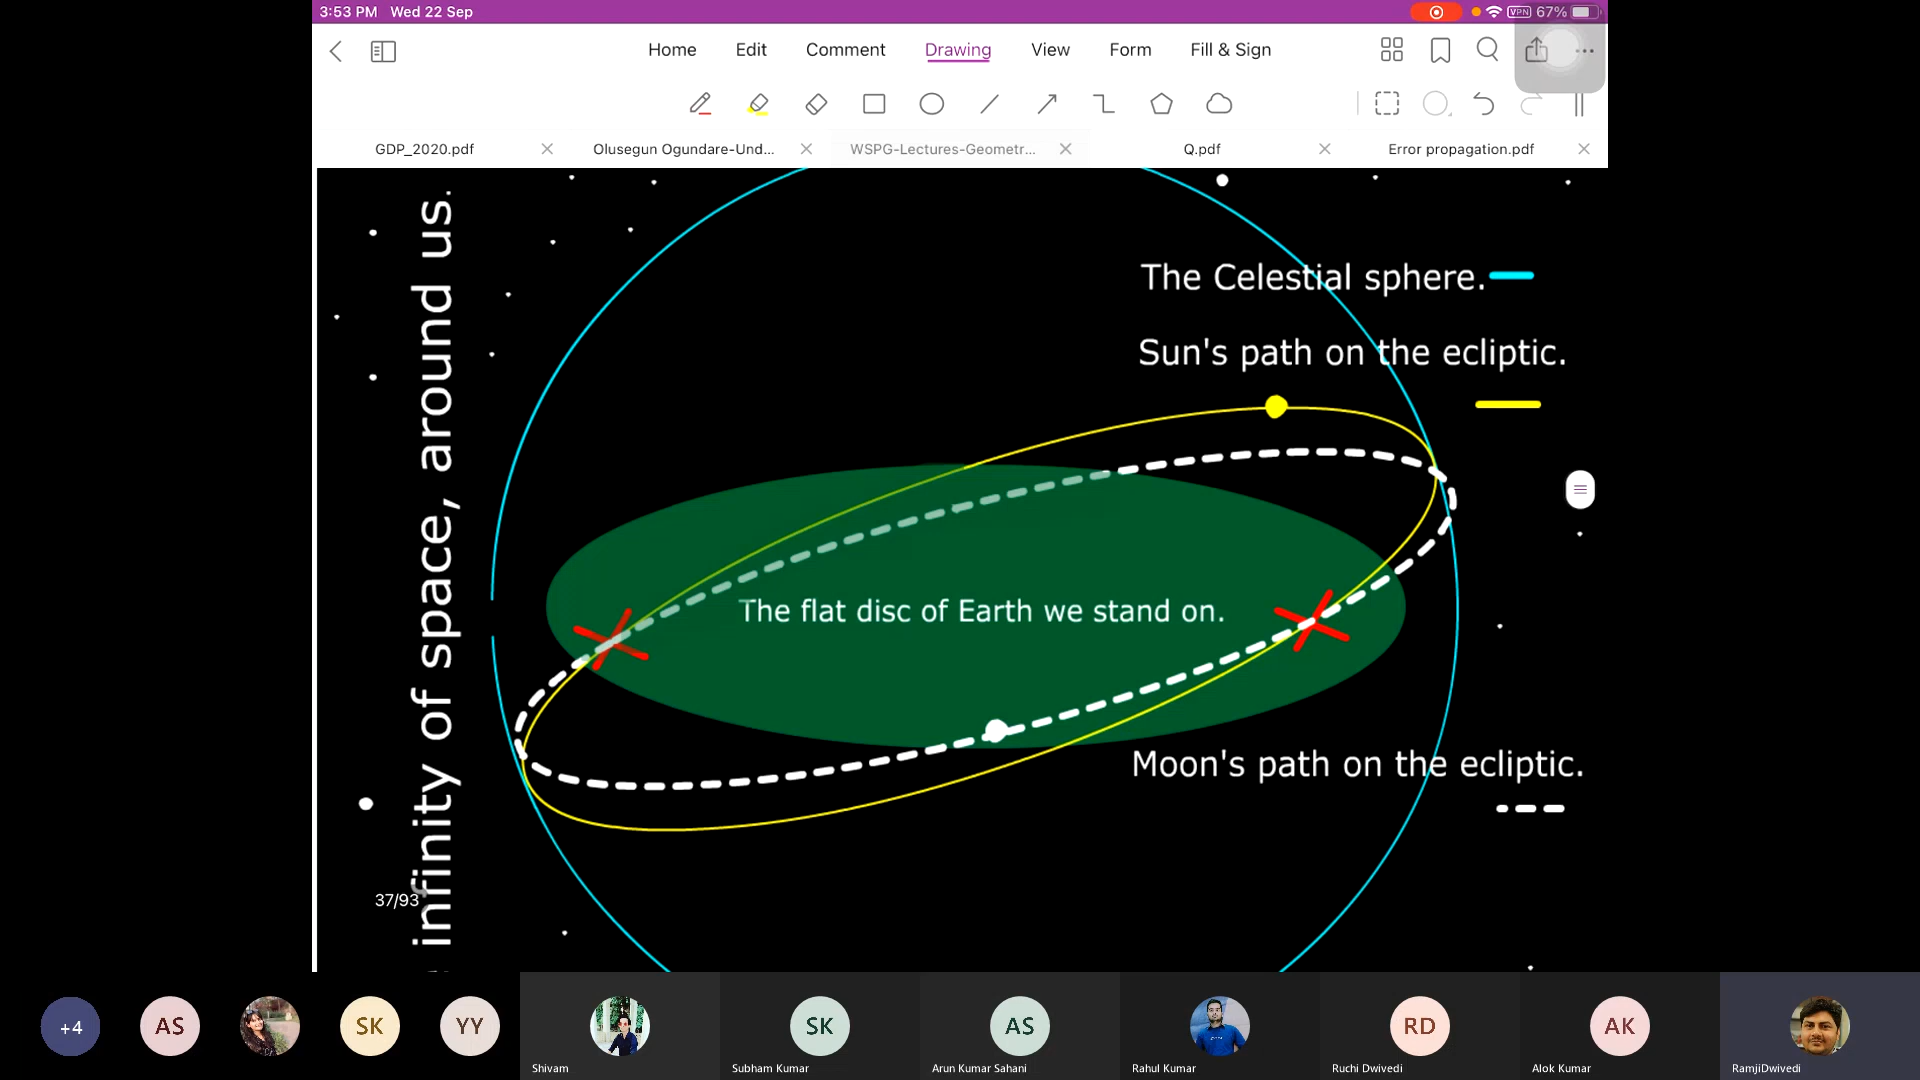 3:53 PM Wed 22 Sep
VPN 67%
Home Edit Comment Drawing View Form Fill & Sign
GDP_2020.pdf
Olusegun Ogundare-Und...
WSPG-Lectures-Geometr...
Q.pdf
Error propagation.pdf
infinity of space, around us.
The Celestial sphere.
Sun's path on the ecliptic.
The flat disc of Earth we stand on.
Moon's path on the ecliptic.
37/93
+4
AS
SK
YY
SK
AS
RD
AK
Shivam
Subham Kumar
Arun Kumar Sahani
Rahul Kumar
Ruchi Dwivedi
Alok Kumar
RamjiDwivedi